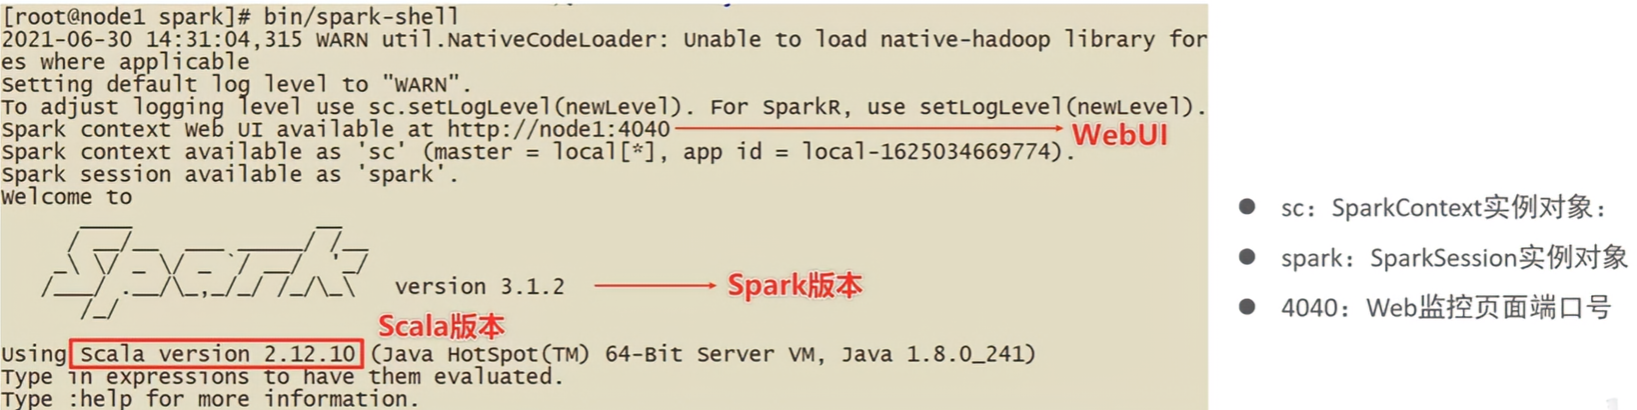 [root@node1 spark]# bin/spark-shell
2021-06-30 14:31:04,315 WARN util.NativeCodeLoader: Unable to load native-hadoop library for
es where applicable
Setting default log level to "WARN".
To adjust logging level use sc.setLogLevel(newLevel). For SparkR, use setLogLevel(newLevel).
Spark context Web UI available at http://node1:4040
WebUI
Spark context available as 'sc' (master = local[*], app id = local-1625034669774).
Spark session available as 'spark'.
Welcome to
Spark
version 3.1.2
Spark版本
Scala版本
Using Scala version 2.12.10 (Java HotSpot(TM) 64-Bit Server VM, Java 1.8.0_241)
Type in expressions to have them evaluated.
Type :help for more information.
● sc：SparkContext实例对象：
● spark：SparkSession实例对象
● 4040：Web监控页面端口号